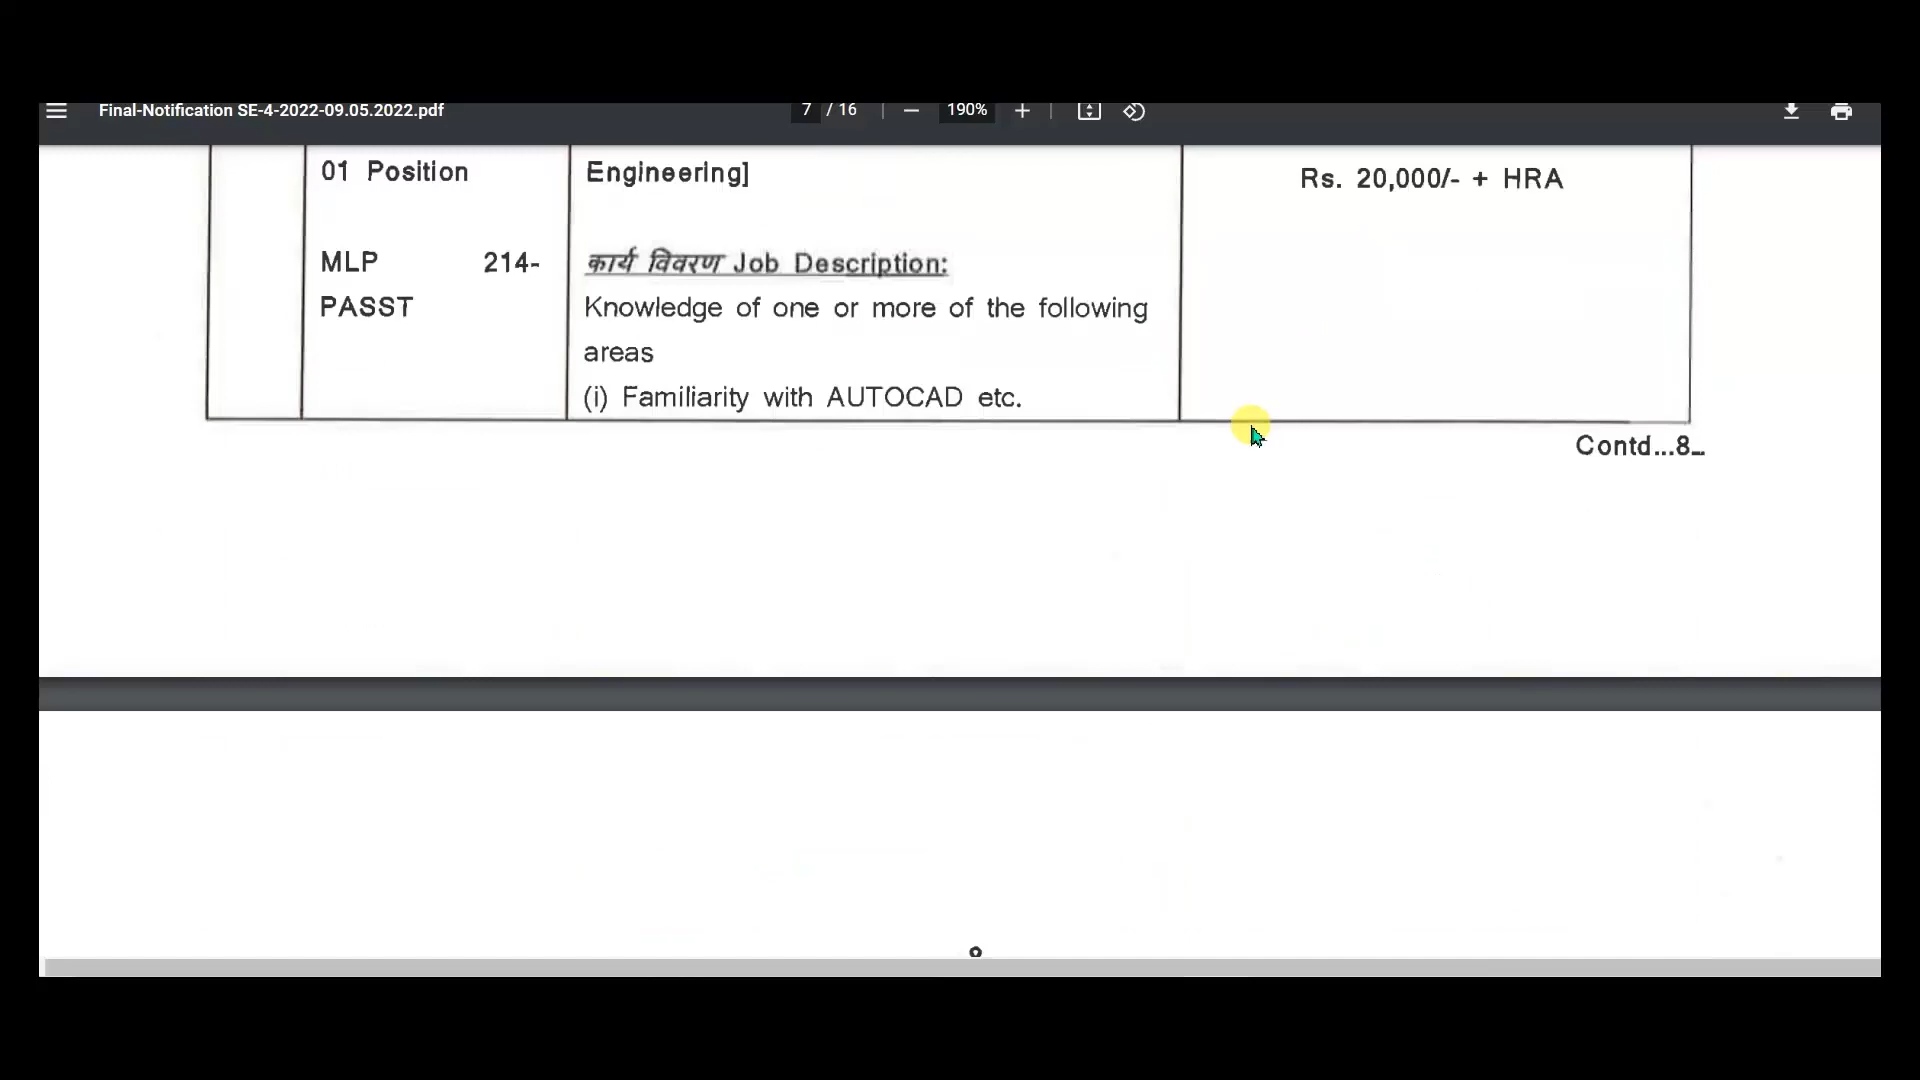 Final-Notification SE-4-2022-09.05.2022.pdf
7 / 16
190%
01 Position
Engineering]
Rs. 20,000/- + HRA
MLP 214-
PASST
कार्य विवरण Job Description:
Knowledge of one or more of the following
areas
(i) Familiarity with AUTOCAD etc.
Contd...8..